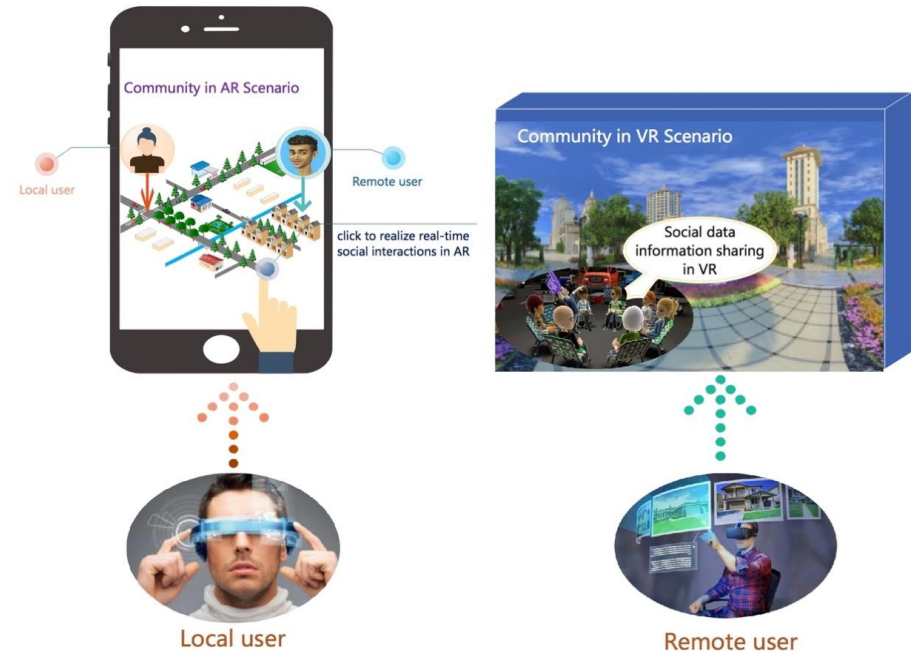 Community in AR Scenario
Local user
Remote user
click to realize real-time
social interactions in AR
Community in VR Scenario
Social data
information sharing
in VR
Local user
Remote user